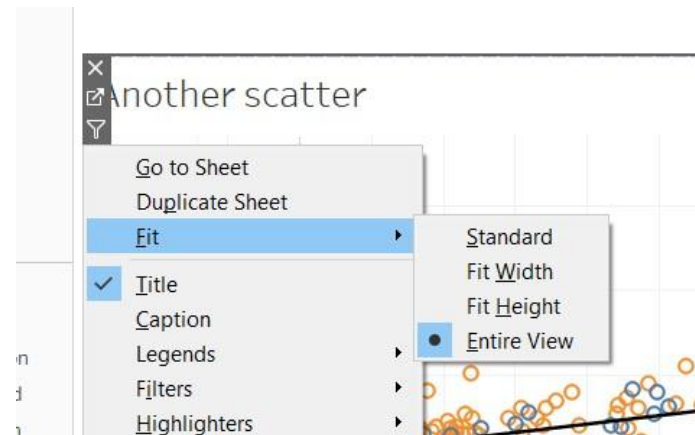 Another scatter
Go to Sheet
Duplicate Sheet
Fit
Standard
Fit Width
Fit Height
Entire View
Title
Caption
Legends
Filters
Highlighters